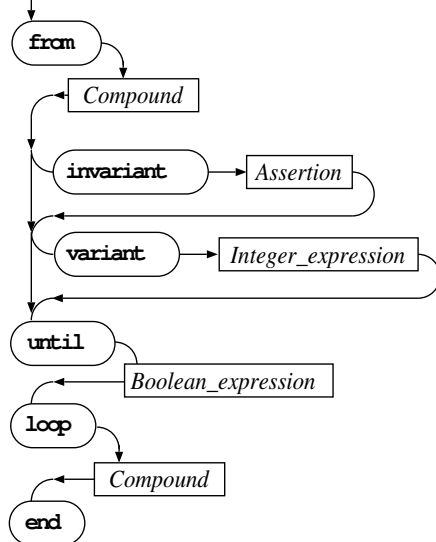 from
Compound
invariant Assertion
variant Integer_expression
until
Boolean_expression
loop
Compound
end